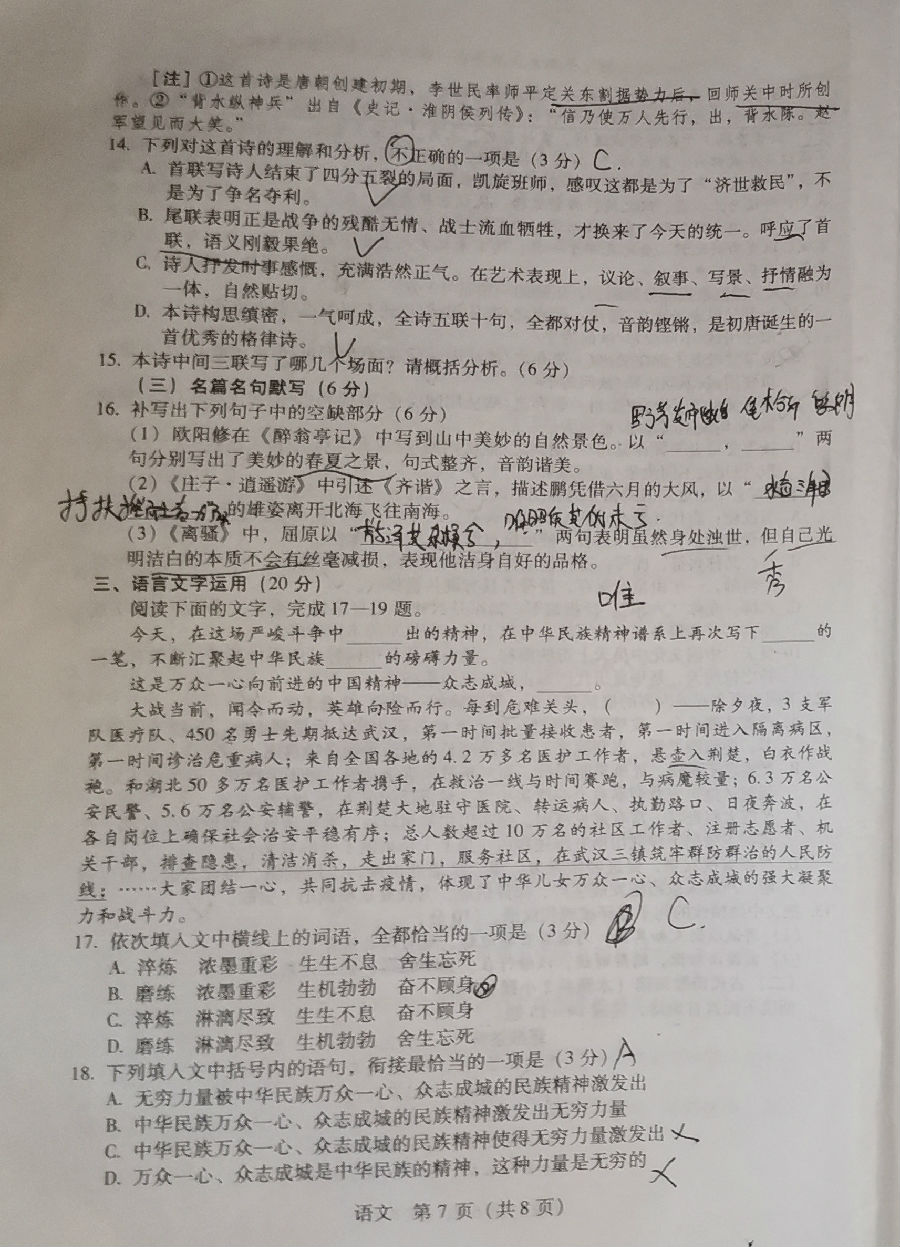 [注]①这首诗是唐朝创建初期，李世民率师平定关东割据势力后，回师关中时所创
作。②“背水纵神兵”出自《史记·淮阴侯列传》：“信乃使万人先行，出，背水陈。赵
军望见而大笑。”
14. 下列对这首诗的理解和分析，不正确的一项是（3分）C.
A. 首联写诗人结束了四分五裂的局面，凯旋班师，感叹这都是为了“济世救民”，不
是为了争名夺利。
B. 尾联表明正是战争的残酷无情、战士流血牺牲，才换来了今天的统一。呼应了首
联，语义刚毅果绝。
C. 诗人抒发时事感慨，充满浩然正气。在艺术表现上，议论、叙事、写景、抒情融为
一体，自然贴切。
D. 本诗构思缜密，一气呵成，全诗五联十句，全都对仗，音韵铿锵，是初唐诞生的一
首优秀的格律诗。
15. 本诗中间三联写了哪几个场面？请概括分析。（6分）
（三）名篇名句默写（6分）
16. 补写出下列句子中的空缺部分（6分）
（1）欧阳修在《醉翁亭记》中写到山中美妙的自然景色。以“______，______”两
句分别写出了美妙的春夏之景，句式整齐，音韵谐美。
（2）《庄子·逍遥游》中引述《齐谐》之言，描述鹏凭借六月的大风，以“
的雄姿离开北海飞往南海。
（3）《离骚》中，屈原以“ ”两句表明虽然身处浊世，但自己光
明洁白的本质不会有丝毫减损，表现他洁身自好的品格。
秀
三、语言文字运用（20分）
唯
阅读下面的文字，完成17—19题。
今天，在这场严峻斗争中______出的精神，在中华民族精神谱系上再次写下______的
一笔，不断汇聚起中华民族______的磅礴力量。
这是万众一心向前进的中国精神——众志成城，______。
大战当前，闻令而动，英雄向险而行。每到危难关头，（　　）——除夕夜，3支军
队医疗队、450名勇士先期抵达武汉，第一时间批量接收患者，第一时间进入隔离病区，
第一时间诊治危重病人；来自全国各地的4.2万多名医护工作者，悬壶入荆楚，白衣作战
袍。和湖北50多万名医护工作者携手，在救治一线与时间赛跑，与病魔较量；6.3万名公
安民警、5.6万名公安辅警，在荆楚大地驻守医院、转运病人、执勤路口、日夜奔波，在
各自岗位上确保社会治安平稳有序；总人数超过10万名的社区工作者、注册志愿者、机
关干部，排查隐患，清洁消杀，走出家门，服务社区，在武汉三镇筑牢群防群治的人民防
线；……大家团结一心，共同抗击疫情，体现了中华儿女万众一心、众志成城的强大凝聚
力和战斗力。
17. 依次填入文中横线上的词语，全都恰当的一项是（3分） C.
A. 淬炼 浓墨重彩 生生不息 舍生忘死
B. 磨练 浓墨重彩 生机勃勃 奋不顾身
C. 淬炼 淋漓尽致 生生不息 奋不顾身
D. 磨练 淋漓尽致 生机勃勃 舍生忘死
18. 下列填入文中括号内的语句，衔接最恰当的一项是（3分）A
A. 无穷力量被中华民族万众一心、众志成城的民族精神激发出
B. 中华民族万众一心、众志成城的民族精神激发出无穷力量
C. 中华民族万众一心、众志成城的民族精神使得无穷力量激发出
D. 万众一心、众志成城是中华民族的精神，这种力量是无穷的
语文 第7页（共8页）